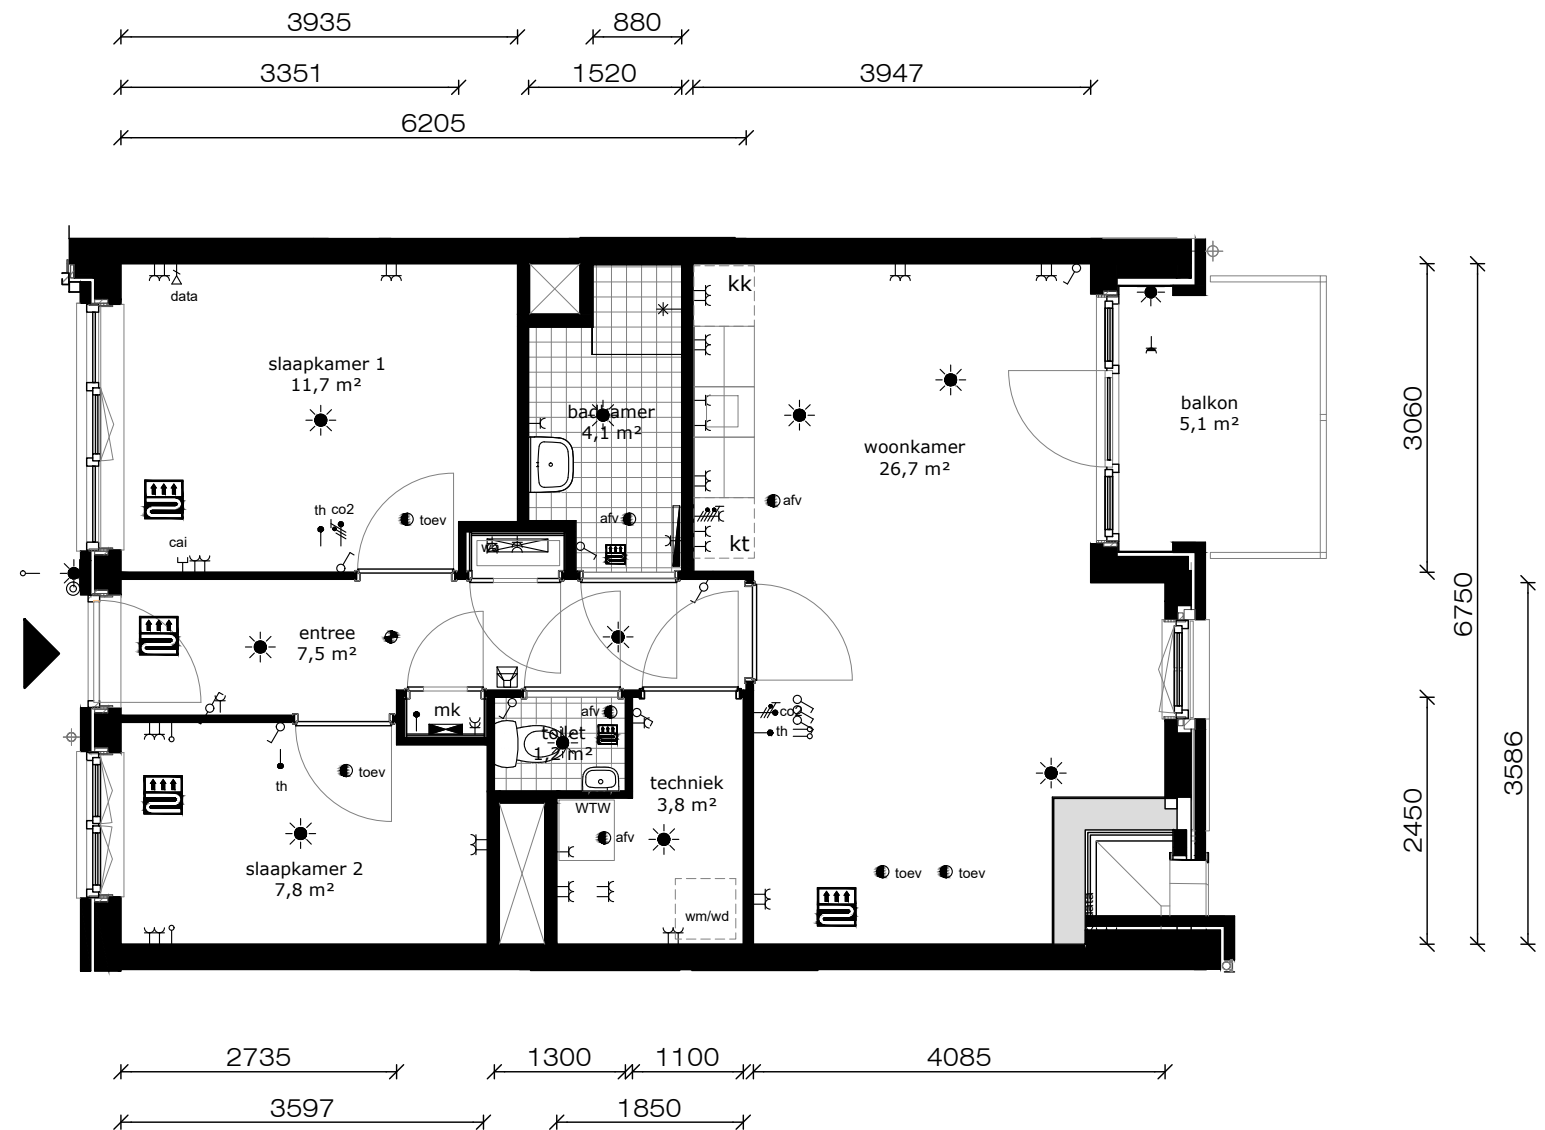 3935
880
3351
1520
3947
6205
kk
data
slaapkamer 1
11,7 m²
badkamer
4,1 m²
woonkamer
26,7 m²
balkon
5,1 m²
3060
6750
th co2
toev
afv
afv
kt
cai
entree
7,5 m²
mk
afv
co2
th
toilet
1,2 m²
techniek
3,8 m²
th
toev
WTW
afv
slaapkamer 2
7,8 m²
toev
toev
wm/wd
2450
3586
2735
1300
1100
4085
3597
1850